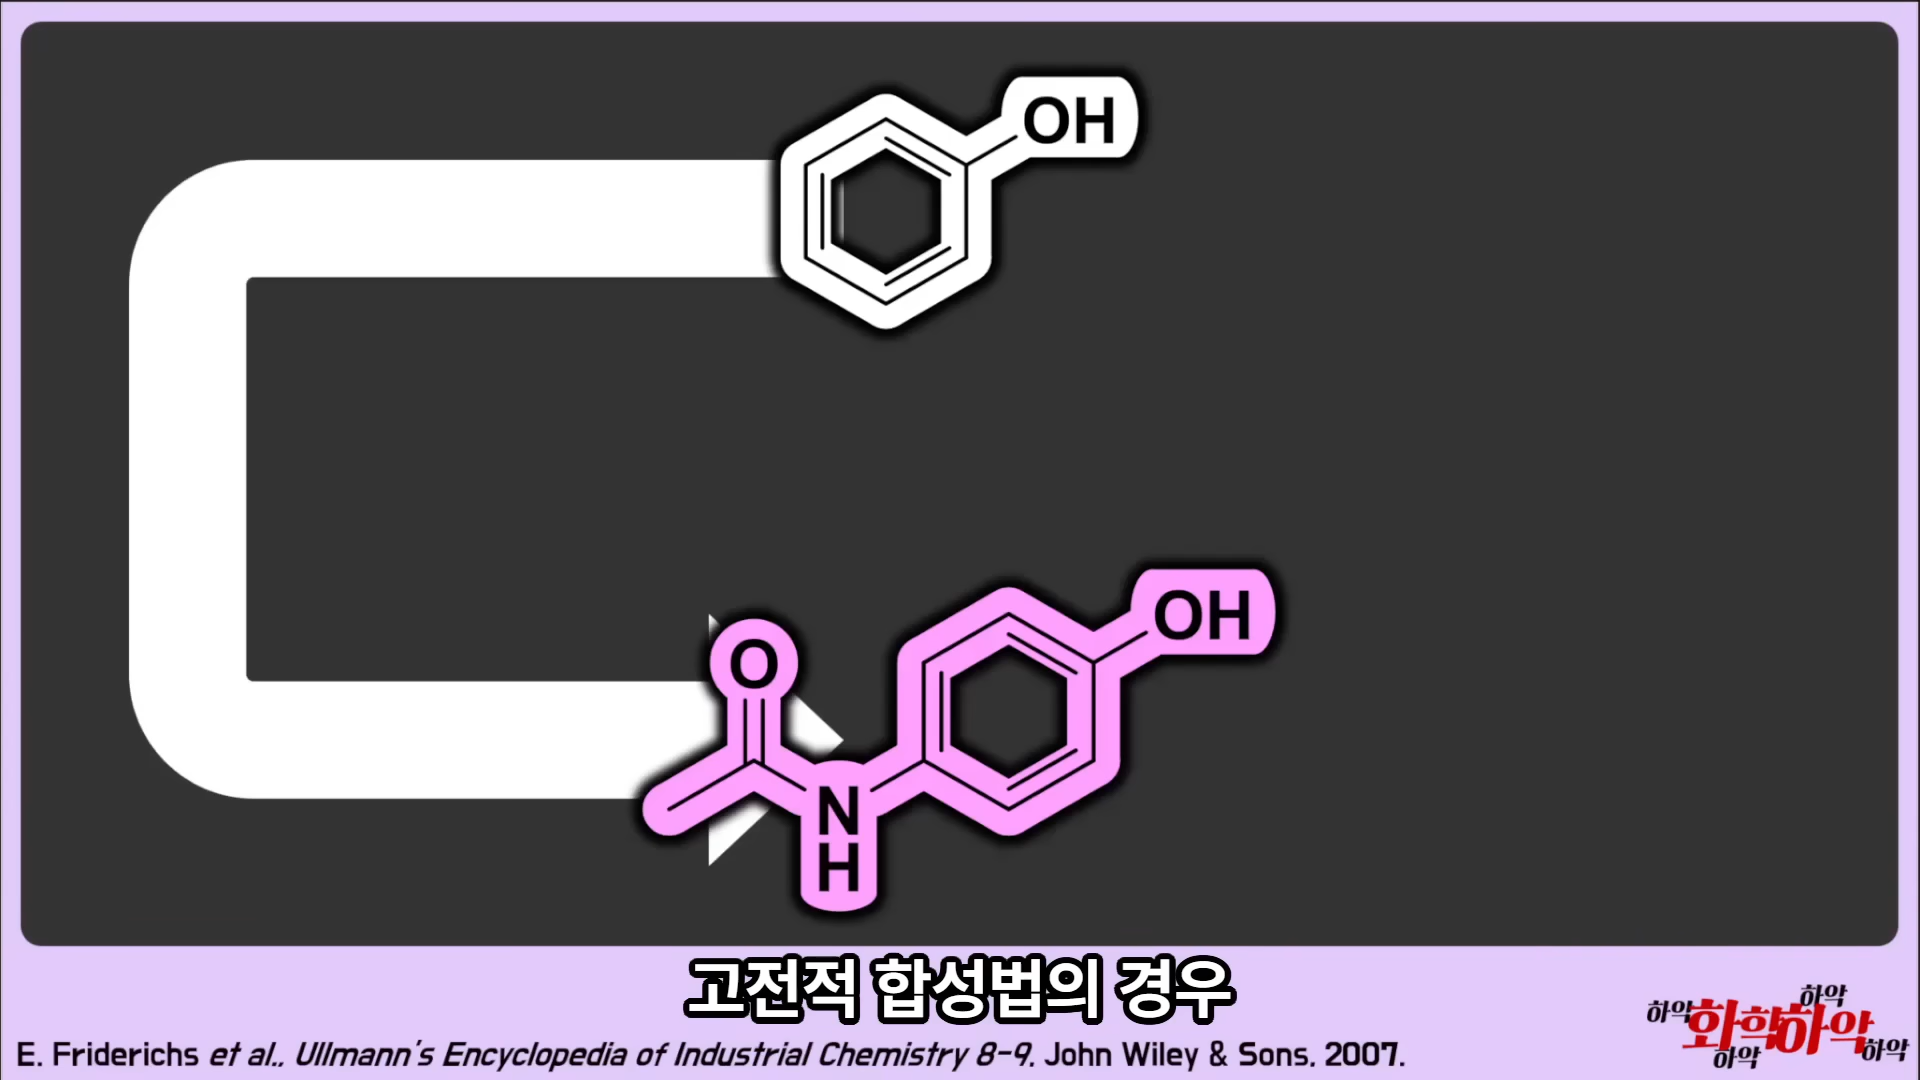 OH
O
OH
N
H
고전적 합성법의 경우
E. Friderichs et al., Ullmann's Encyclopedia of Industrial Chemistry 8-9, John Wiley & Sons, 2007.
하약
하약
화학하약
하약
하약